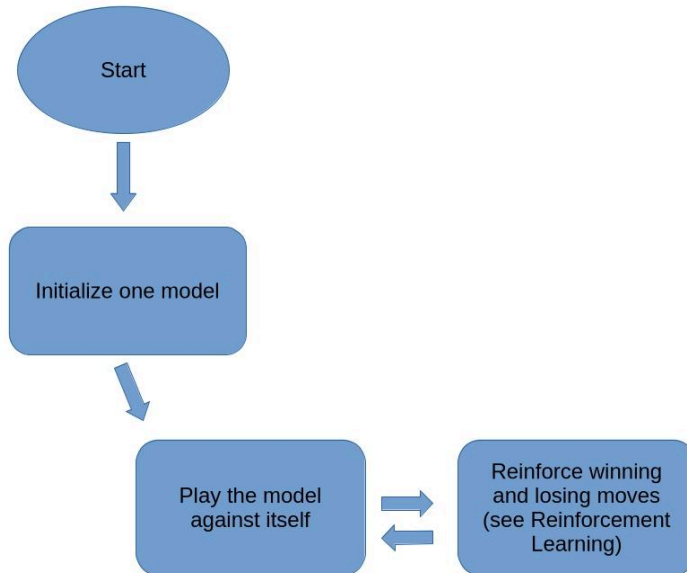 Start
Initialize one model
Play the model
against itself
Reinforce winning
and losing moves
(see Reinforcement
Learning)